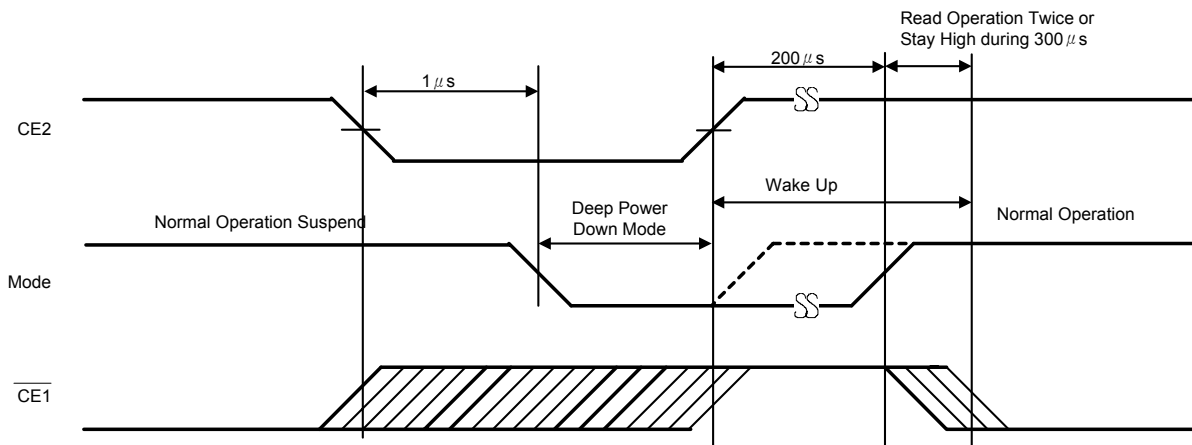 Read Operation Twice or
Stay High during 300μs
200μs
1μs
CE2
Wake Up
Deep Power
Down Mode
Normal Operation Suspend
Normal Operation
Mode
CE1